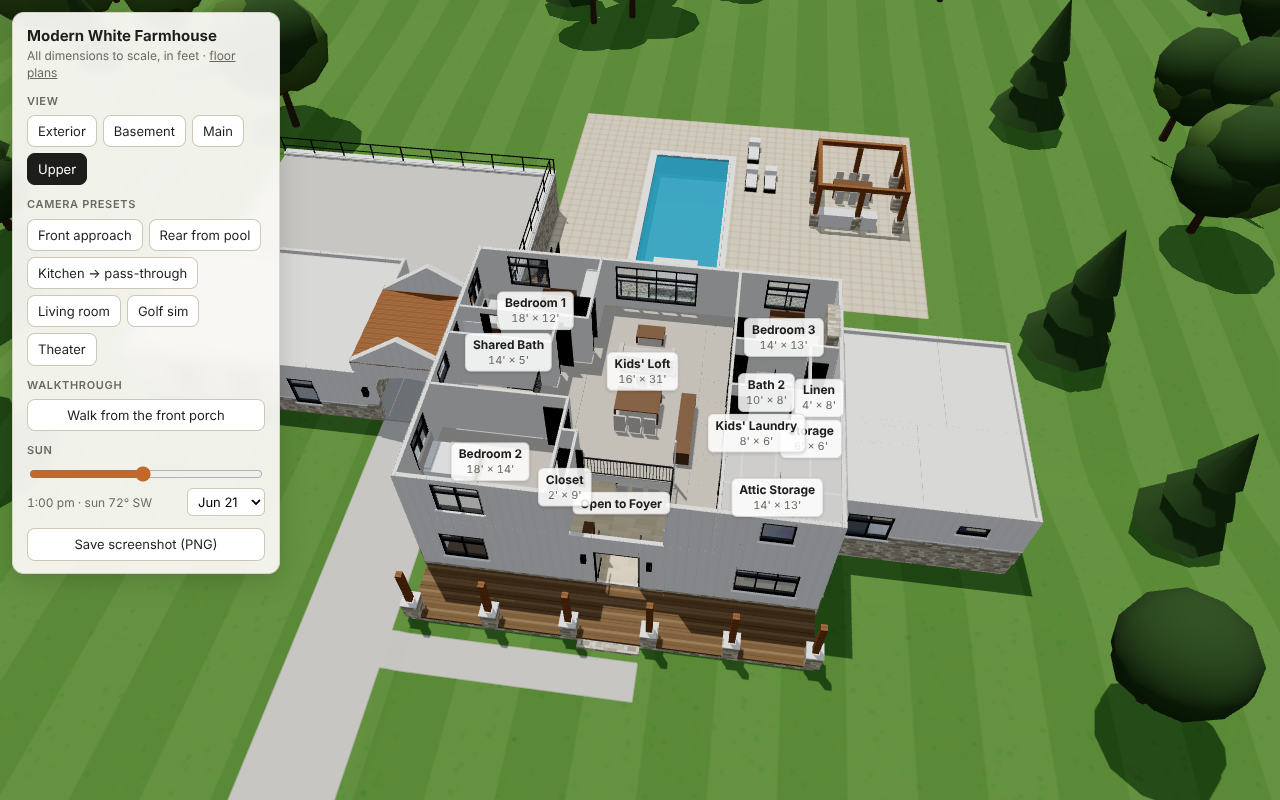 Modern White Farmhouse
All dimensions to scale, in feet · floor
plans
VIEW
Exterior
Basement
Main
Upper
CAMERA PRESETS
Front approach
Rear from pool
Kitchen → pass-through
Living room
Golf sim
Theater
WALKTHROUGH
Walk from the front porch
SUN
1:00 pm · sun 72° SW
Jun 21
Save screenshot (PNG)
Bedroom 1
18' × 12'
Shared Bath
14' × 5'
Kids' Loft
16' × 31'
Bedroom 3
14' × 13'
Bath 2
10' × 8'
Linen
4' × 8'
Kids' Laundry
8' × 6'
× 6'
Bedroom 2
18' × 14'
Closet
2' × 9'
Open to Foyer
Attic Storage
14' × 13'